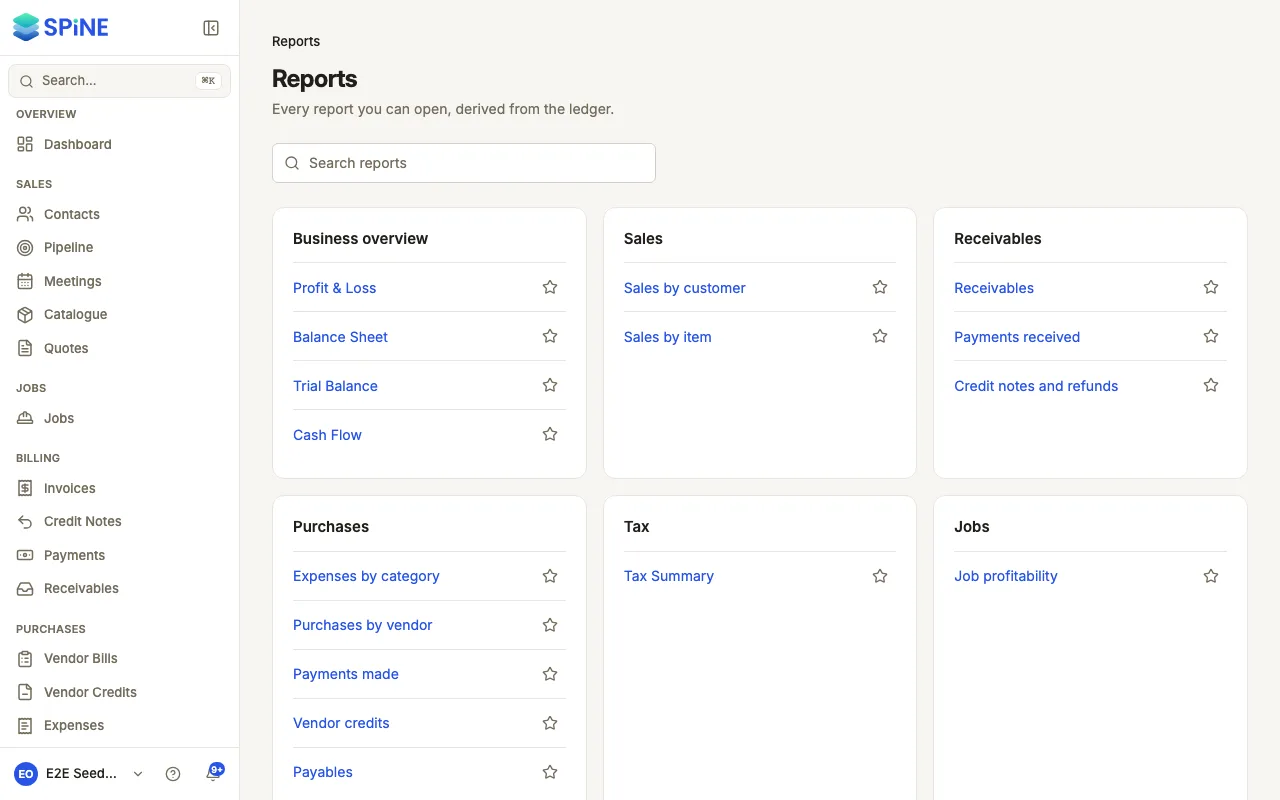 SPiNE
Search...
⌘K
OVERVIEW
Dashboard
SALES
Contacts
Pipeline
Meetings
Catalogue
Quotes
JOBS
Jobs
BILLING
Invoices
Credit Notes
Payments
Receivables
PURCHASES
Vendor Bills
Vendor Credits
Expenses
EO
E2E Seed...
9+
Reports
Reports
Every report you can open, derived from the ledger.
Search reports
Business overview
Profit & Loss
Balance Sheet
Trial Balance
Cash Flow
Sales
Sales by customer
Sales by item
Receivables
Receivables
Payments received
Credit notes and refunds
Purchases
Expenses by category
Purchases by vendor
Payments made
Vendor credits
Payables
Tax
Tax Summary
Jobs
Job profitability